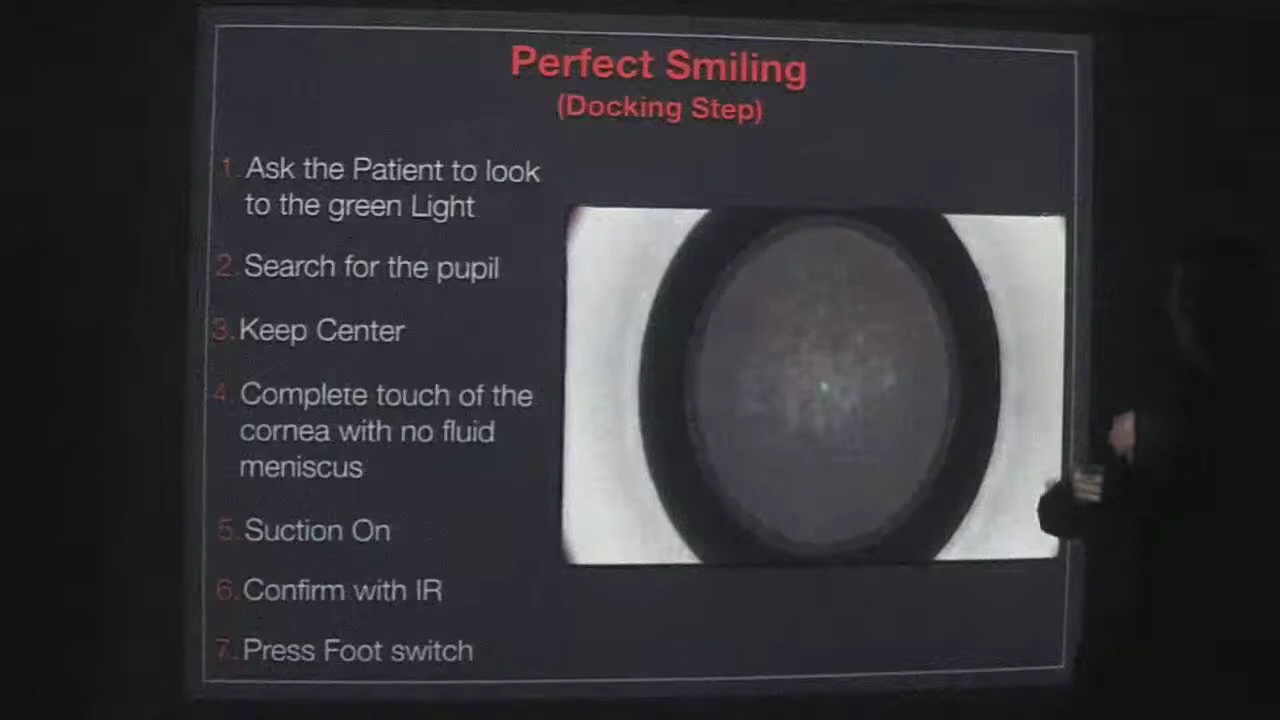 Perfect Smiling
(Docking Step)
1. Ask the Patient to look
to the green Light
2. Search for the pupil
3. Keep Center
4. Complete touch of the
cornea with no fluid
meniscus
5. Suction On
6. Confirm with IR
7. Press Foot switch